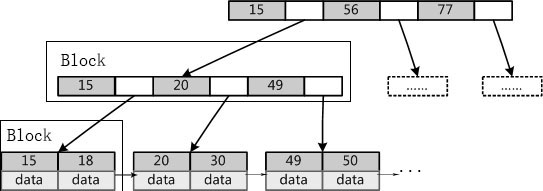 15 56 77
Block
15 20 49
...... ......
Block
15 18 20 30 49 50 ...
data data data data data data